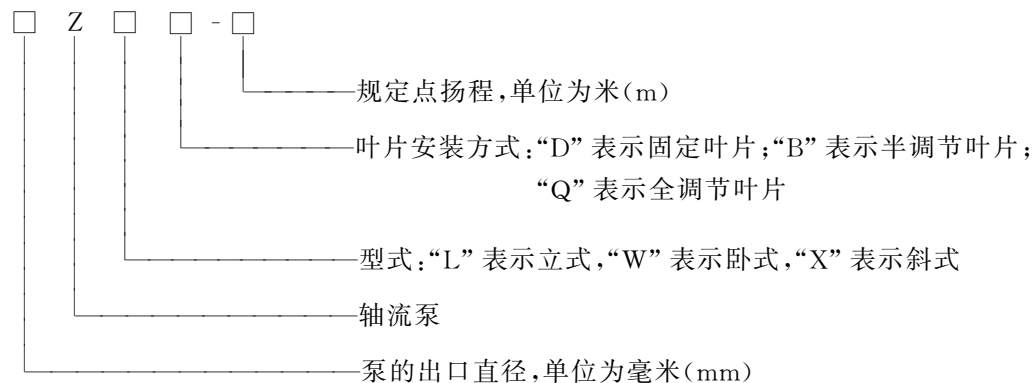 □ Z □ □ - □
规定点扬程,单位为米(m)
叶片安装方式:“D”表示固定叶片;“B”表示半调节叶片;
“Q”表示全调节叶片
型式:“L”表示立式,“W”表示卧式,“X”表示斜式
轴流泵
泵的出口直径,单位为毫米(mm)